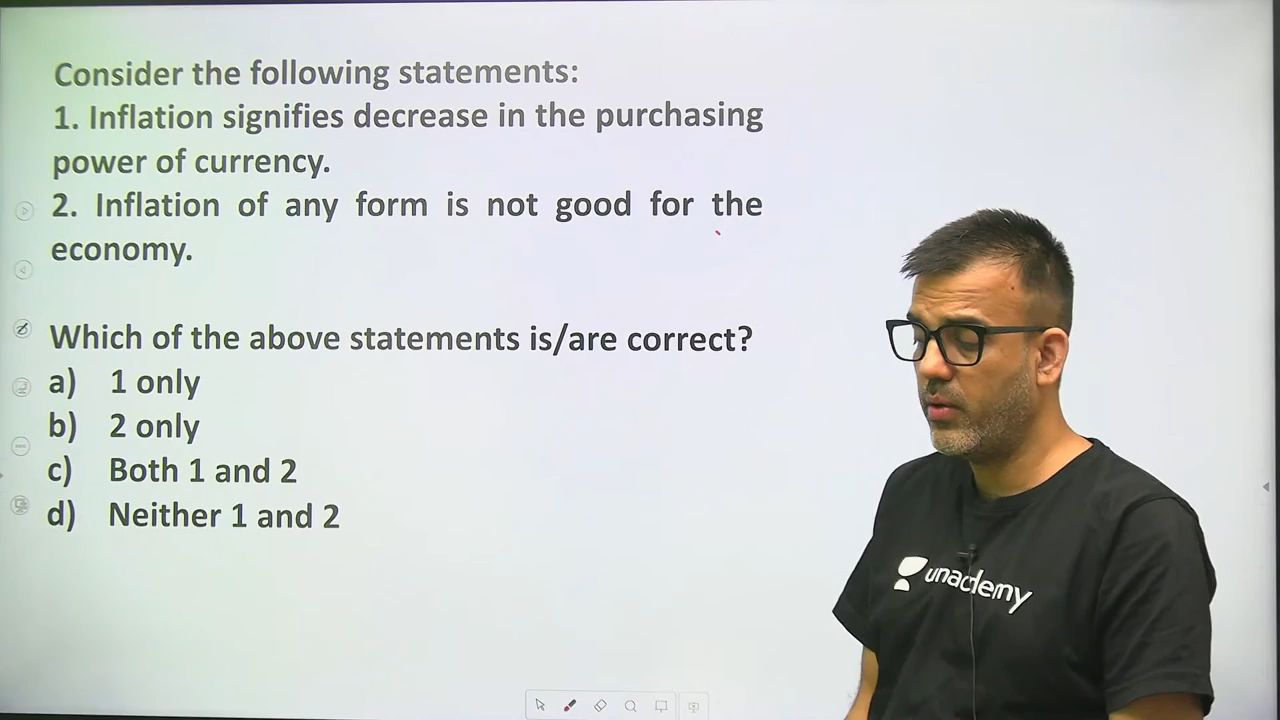 Consider the following statements:
1. Inflation signifies decrease in the purchasing
power of currency.
2. Inflation of any form is not good for the
economy.
Which of the above statements is/are correct?
a) 1 only
b) 2 only
c) Both 1 and 2
d) Neither 1 and 2
unacademy